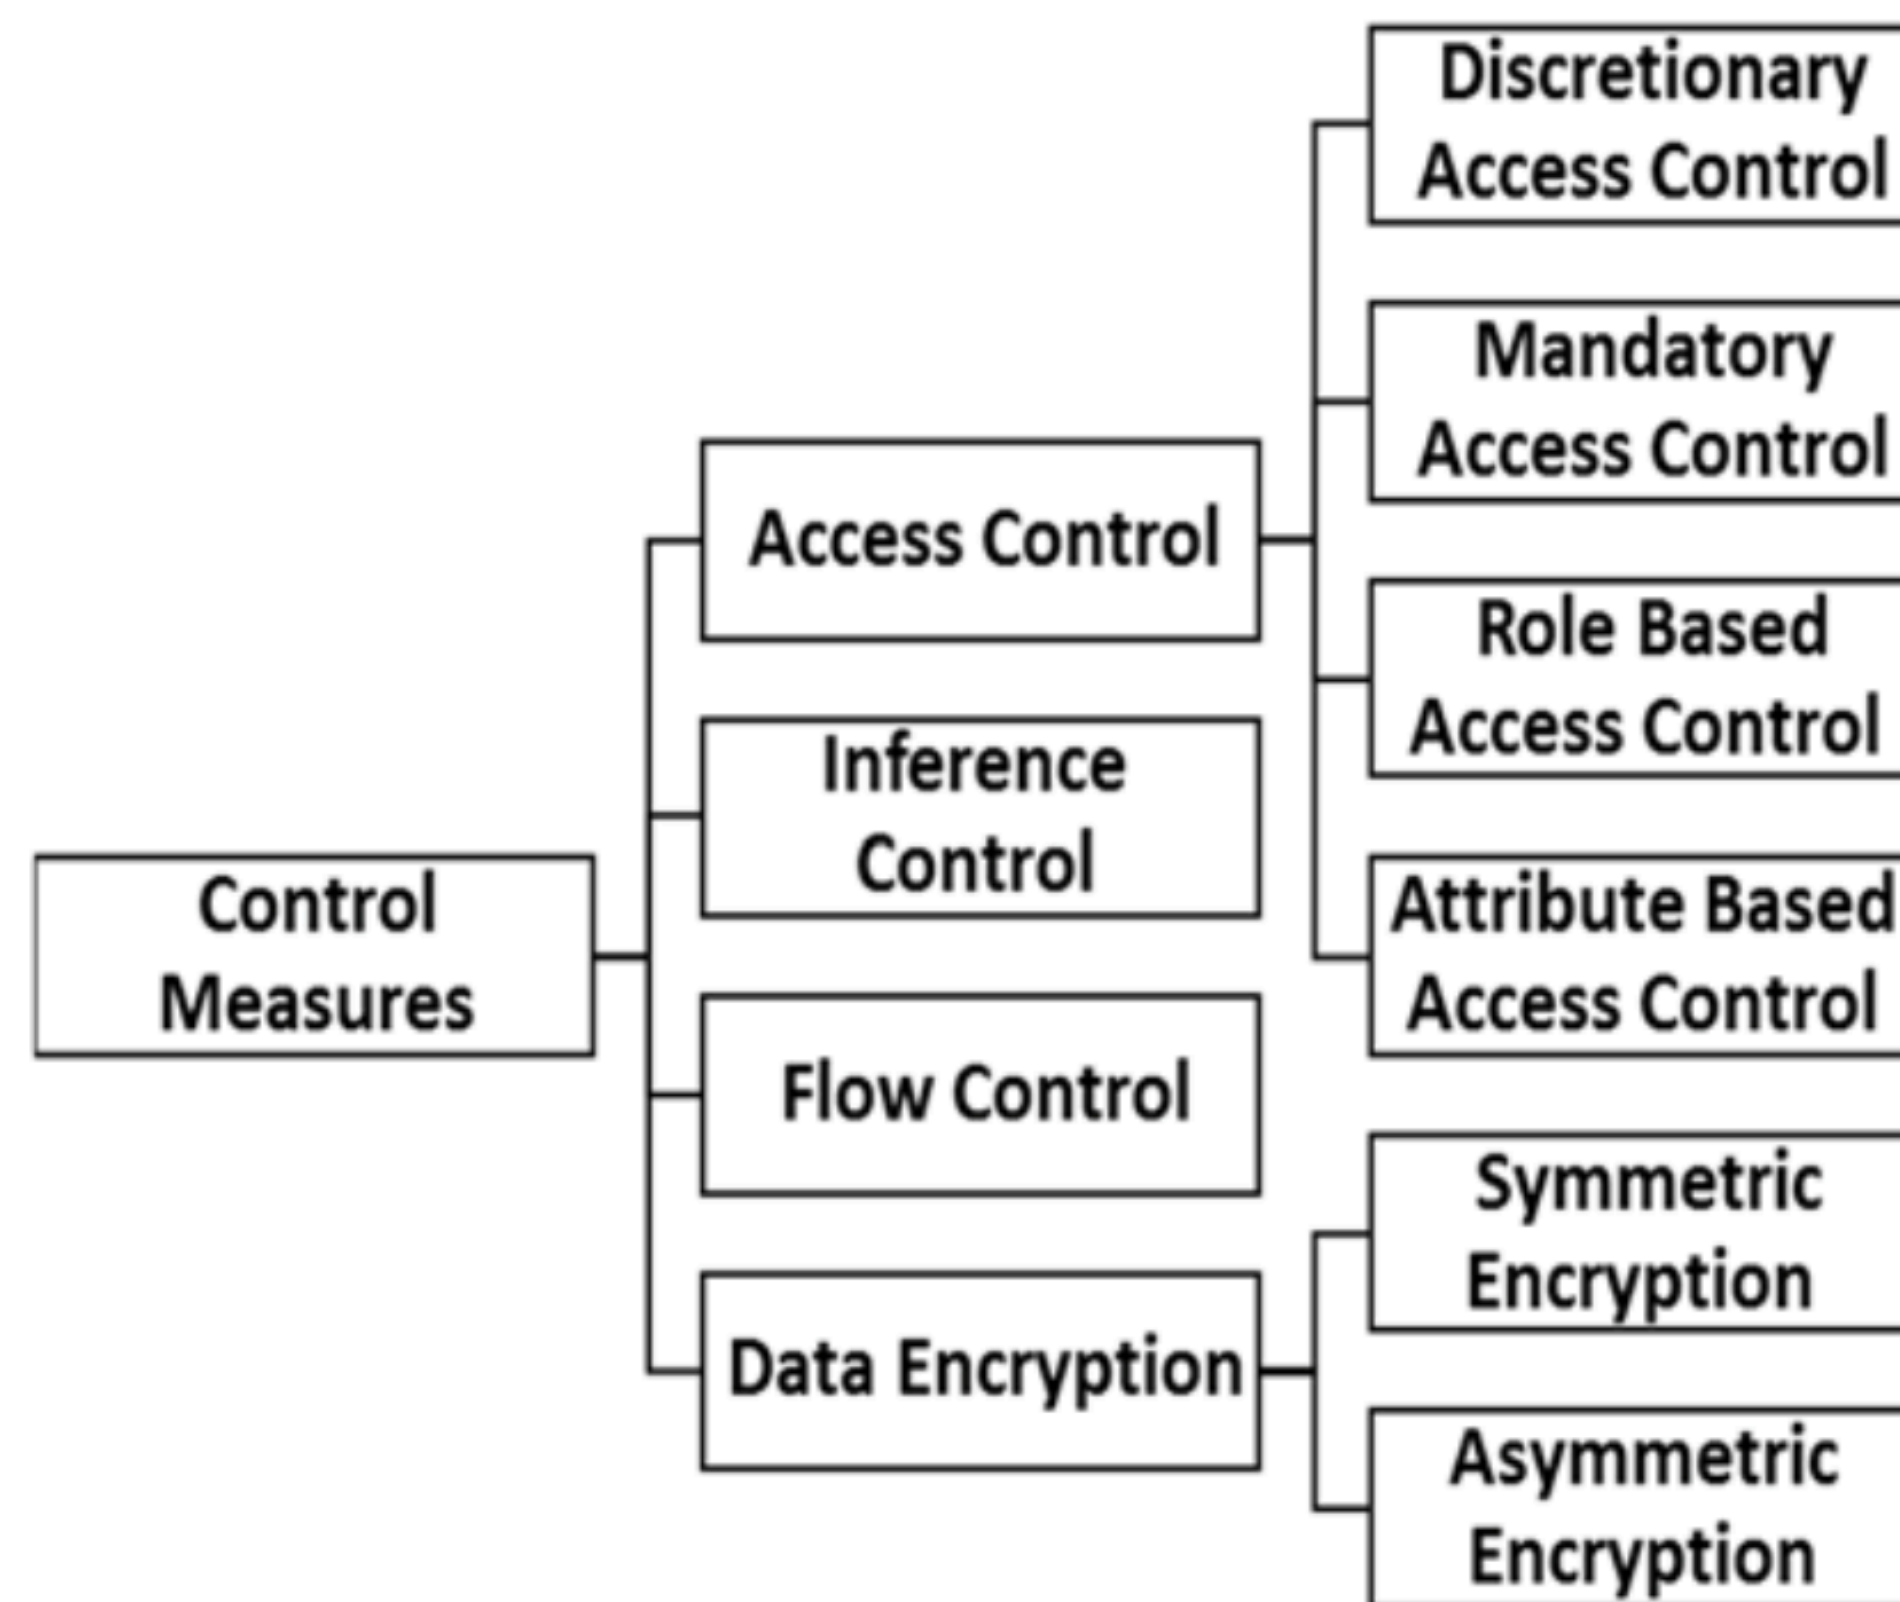 Discretionary
Access Control
Mandatory
Access Control
Access Control
Role Based
Access Control
Inference
Control
Control
Measures
Attribute Based
Access Control
Flow Control
Symmetric
Encryption
Data Encryption
Asymmetric
Encryption